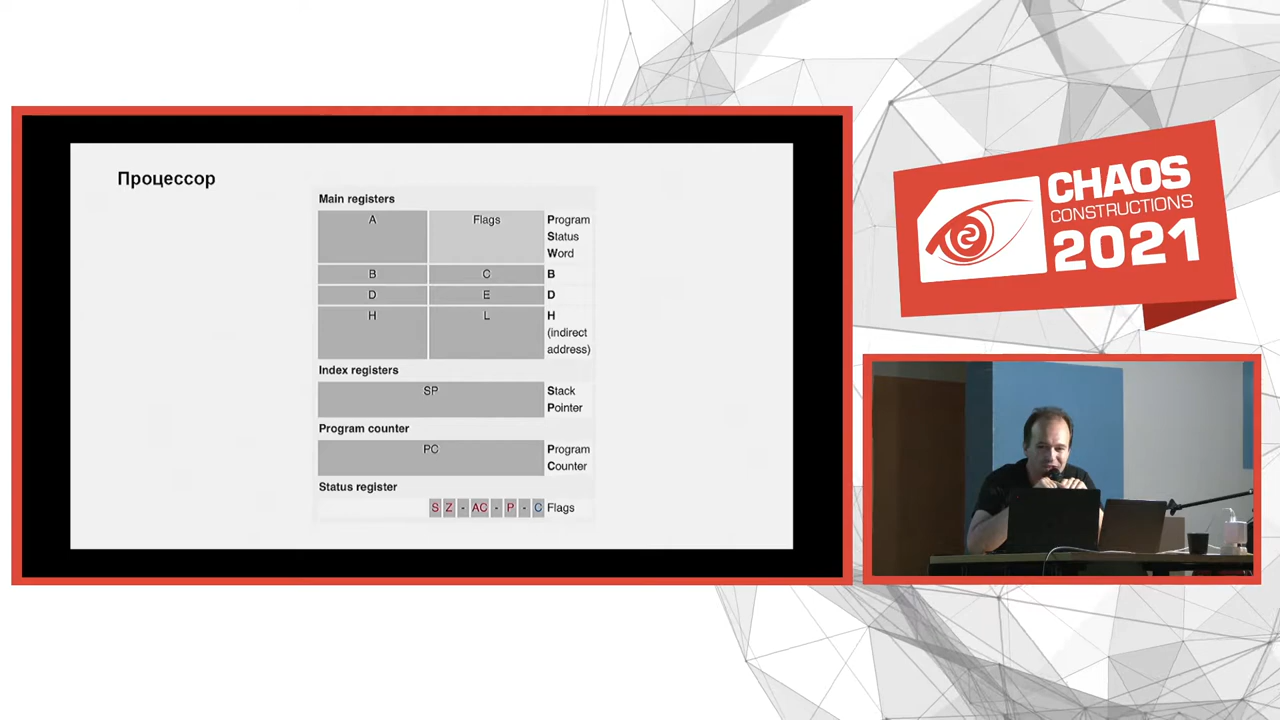 Процессор
Main registers
A Flags Program
Status
Word
B C B
D E D
H L H
(indirect
address)
Index registers
SP Stack
Pointer
Program counter
PC Program
Counter
Status register
S Z - AC - P - C Flags
CHAOS
CONSTRUCTIONS
2021